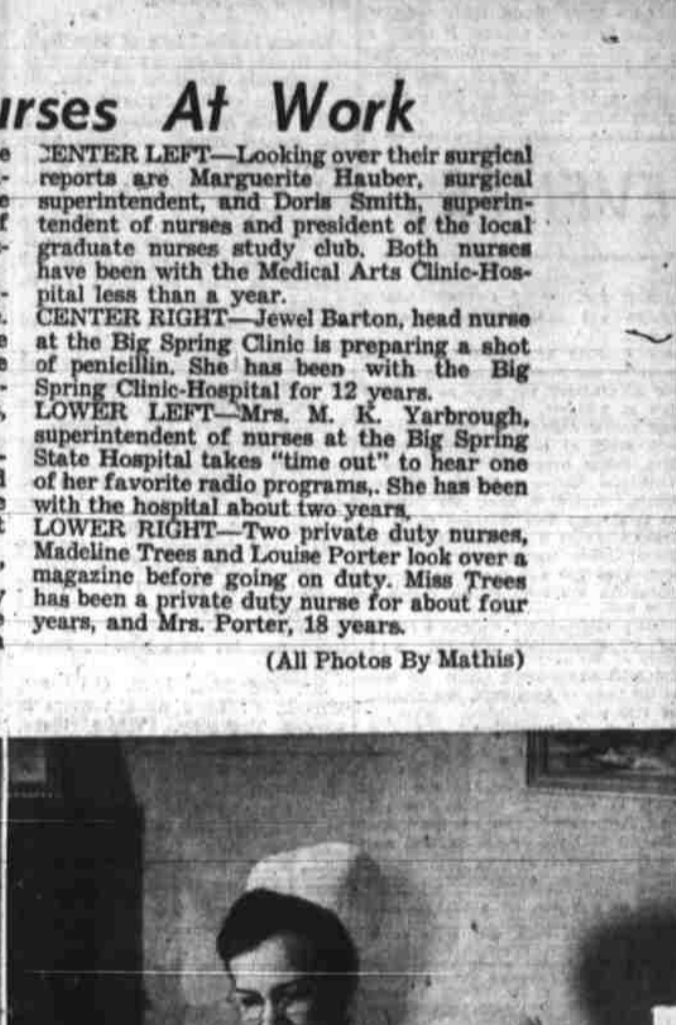 urses At Work
CENTER LEFT—Looking over their surgical
reports are Marguerite Hauber, surgical
superintendent, and Doris Smith, superin-
tendent of nurses and president of the local
graduate nurses study club. Both nurses
have been with the Medical Arts Clinic-Hos-
pital less than a year.
CENTER RIGHT—Jewel Barton, head nurse
at the Big Spring Clinic is preparing a shot
of penicillin. She has been with the Big
Spring Clinic-Hospital for 12 years.
LOWER LEFT—Mrs. M. K. Yarbrough,
superintendent of nurses at the Big Spring
State Hospital takes "time out" to hear one
of her favorite radio programs,. She has been
with the hospital about two years.
LOWER RIGHT—Two private duty nurses,
Madeline Trees and Louise Porter look over a
magazine before going on duty. Miss Trees
has been a private duty nurse for about four
years, and Mrs. Porter, 18 years.
(All Photos By Mathis)